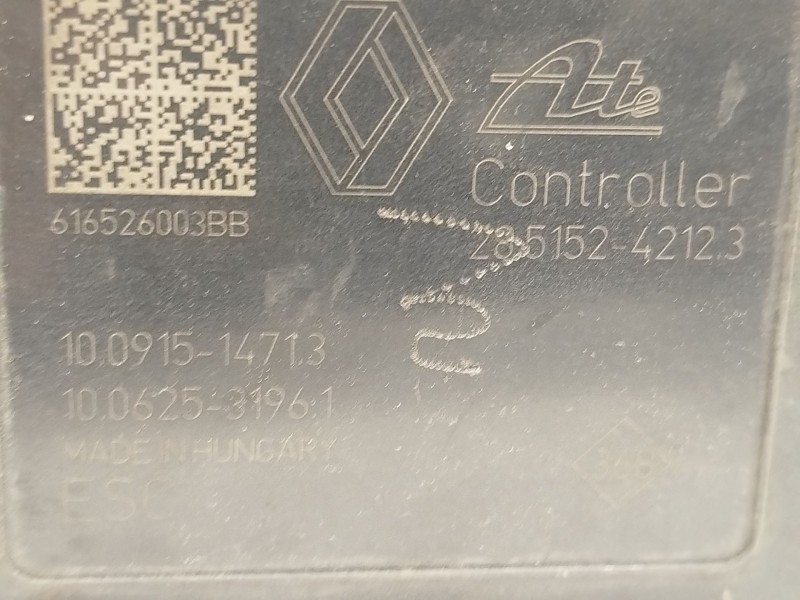 Ate
Controller
616526003BB
28.5152-4212.3
10.0915-1471.3
10.0625-3196.1
MADE IN HUNGARY
ESC